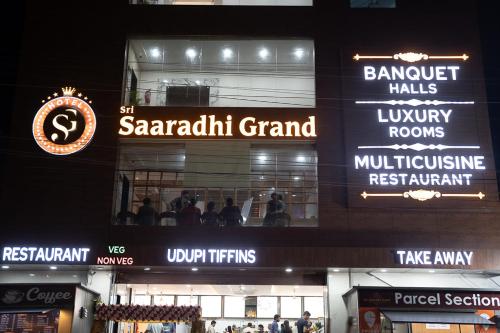 HOTEL
SG
Sri
Saaradhi Grand
BANQUET
HALLS
LUXURY
ROOMS
MULTICUISINE
RESTAURANT
RESTAURANT
VEG
NON VEG
UDUPI TIFFINS
TAKE AWAY
Coffee
Parcel Section